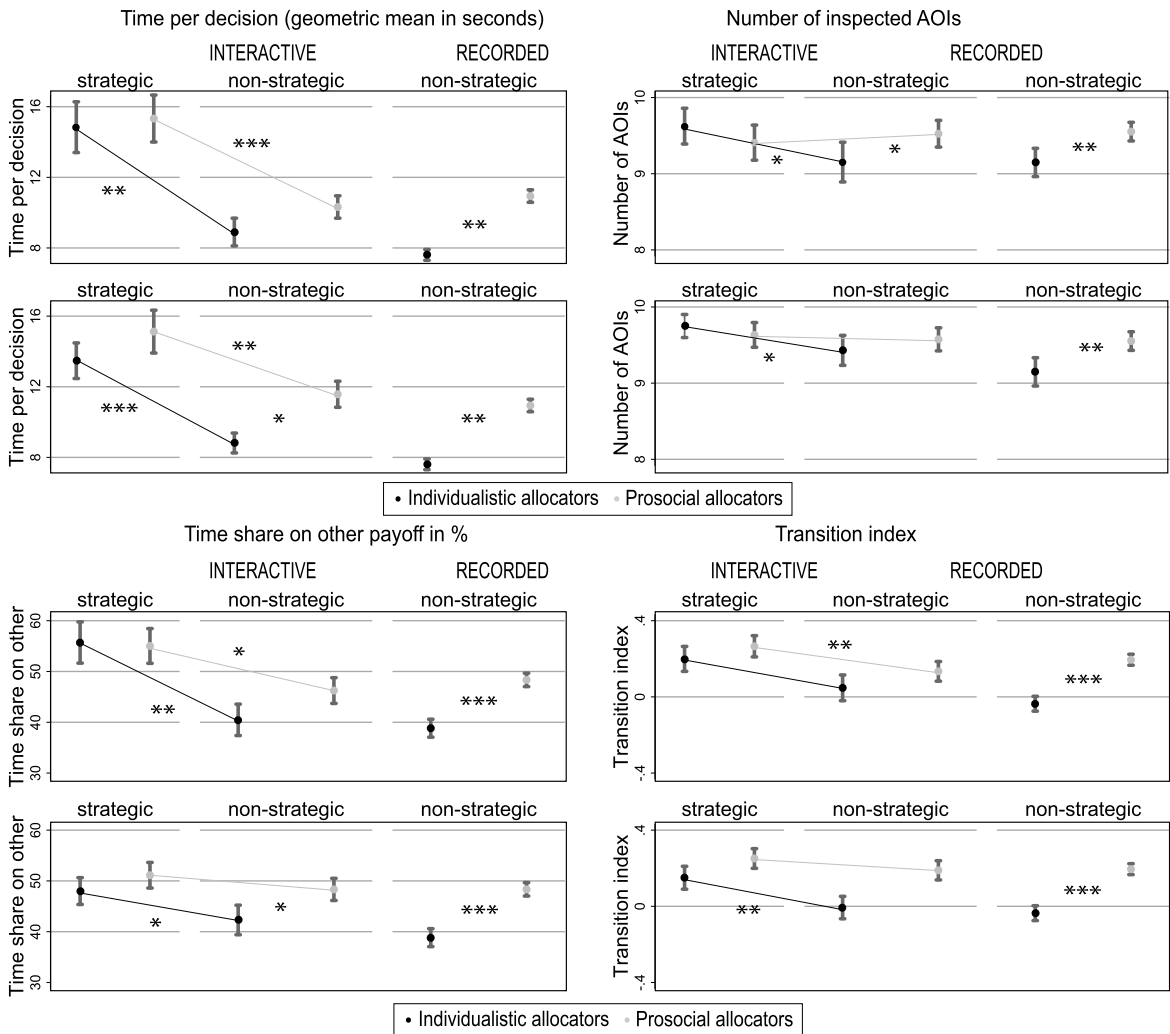 Time per decision (geometric mean in seconds)
Number of inspected AOIs
INTERACTIVE RECORDED
INTERACTIVE RECORDED
strategic non-strategic non-strategic
strategic non-strategic non-strategic
Time per decision
16
12
8
** *** **
Number of AOIs
10
9
8
* * **
strategic non-strategic non-strategic
strategic non-strategic non-strategic
Time per decision
16
12
8
*** ** * **
Number of AOIs
10
9
8
* **
• Individualistic allocators • Prosocial allocators
Time share on other payoff in %
Transition index
INTERACTIVE RECORDED
INTERACTIVE RECORDED
strategic non-strategic non-strategic
strategic non-strategic non-strategic
Time share on other
60
50
40
30
** * ***
Transition index
.4
0
-.4
** ***
strategic non-strategic non-strategic
strategic non-strategic non-strategic
Time share on other
60
50
40
30
* * ***
Transition index
.4
0
-.4
** ***
• Individualistic allocators • Prosocial allocators